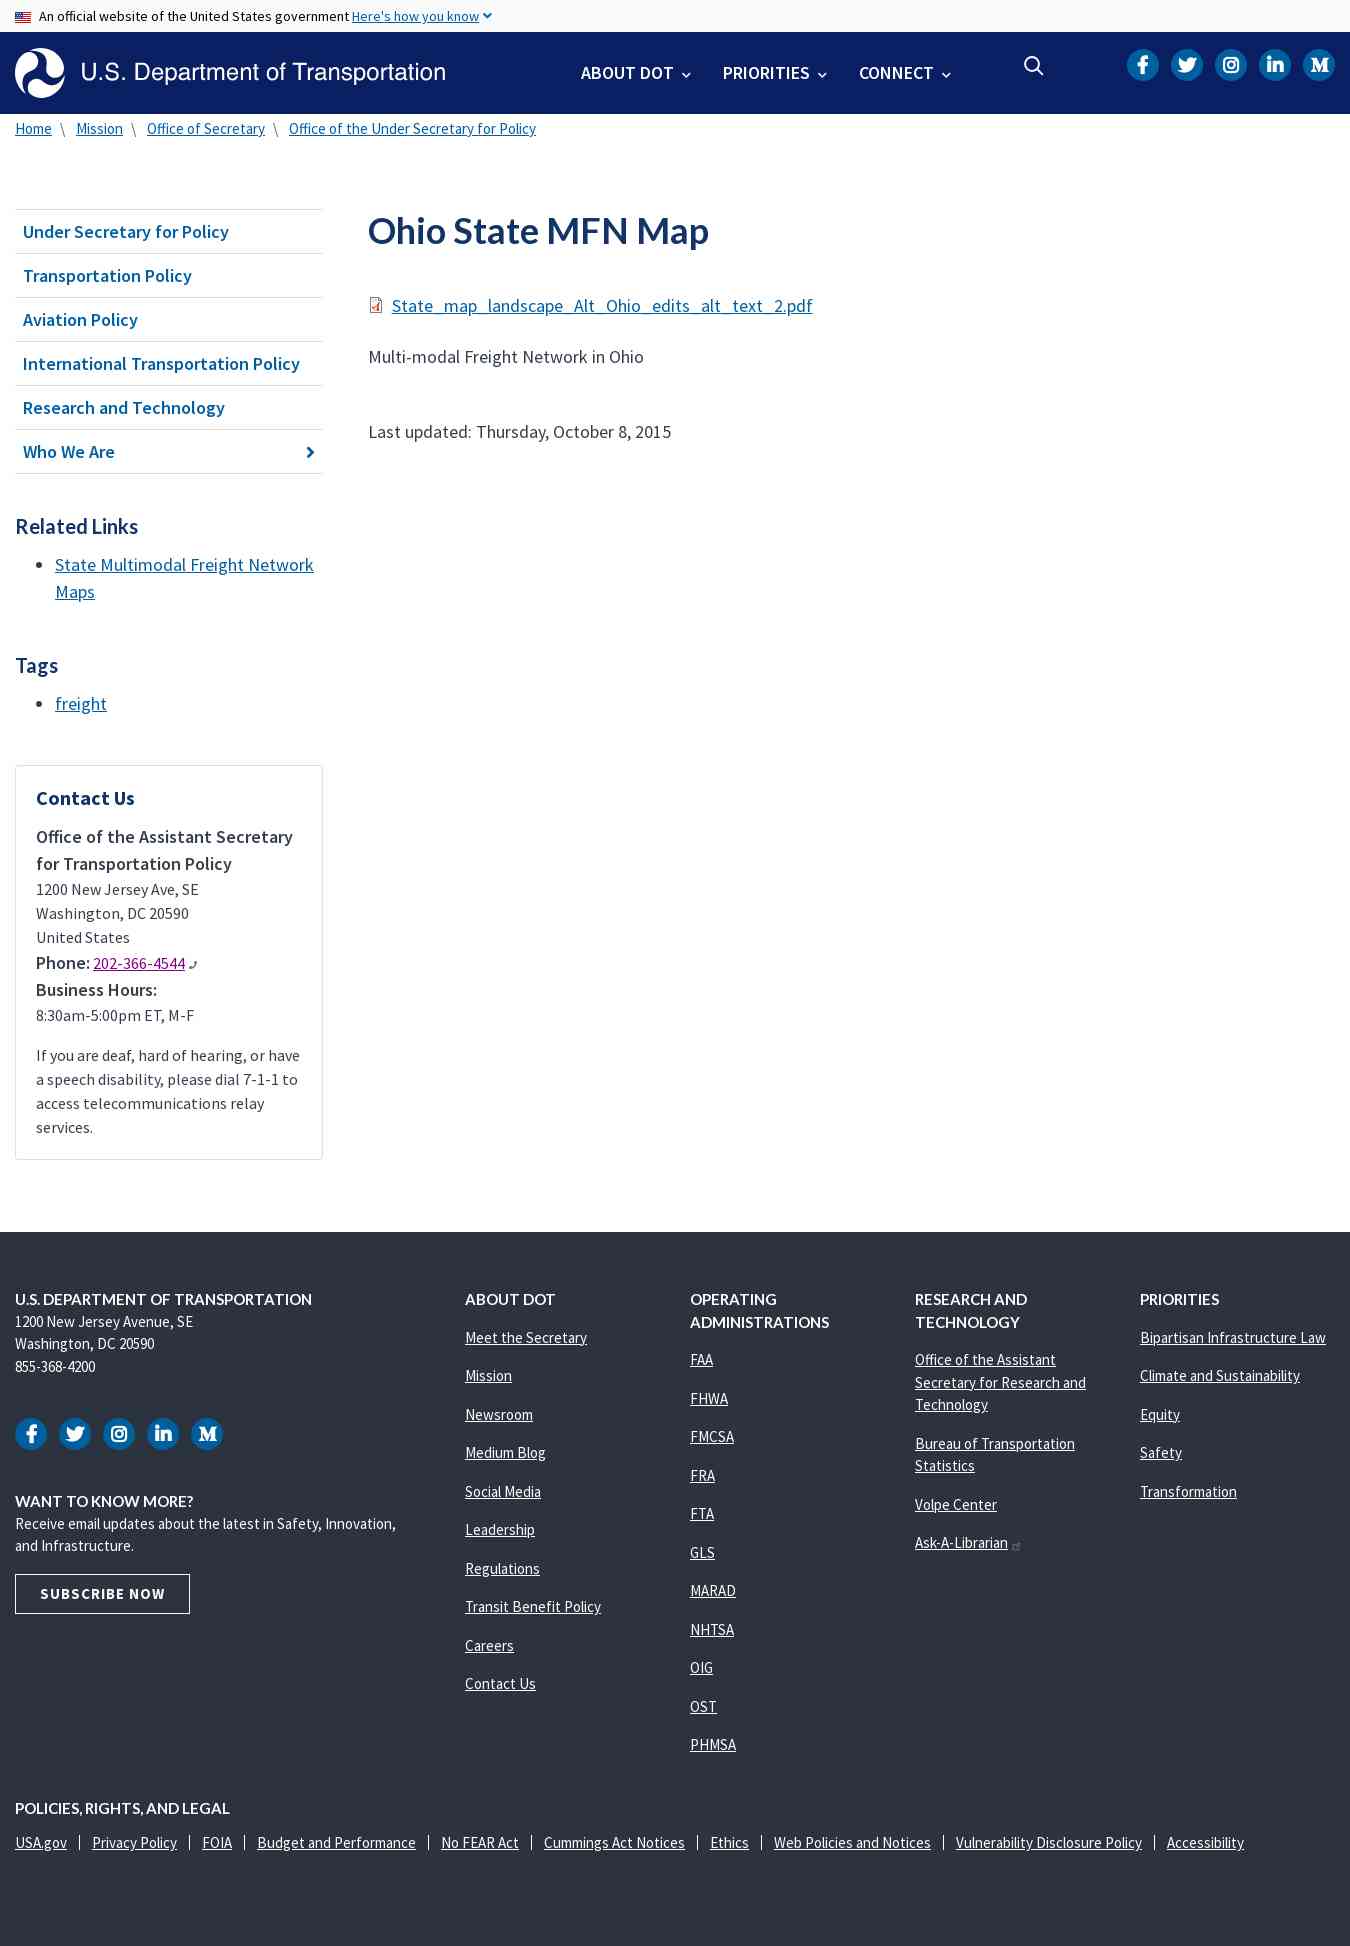 An official website of the United States government Here's how you know
U.S. Department of Transportation
ABOUT DOT
PRIORITIES
CONNECT
Home \ Mission \ Office of Secretary \ Office of the Under Secretary for Policy
Under Secretary for Policy
Transportation Policy
Aviation Policy
International Transportation Policy
Research and Technology
Who We Are
Related Links
State Multimodal Freight Network
Maps
Tags
freight
Contact Us
Office of the Assistant Secretary
for Transportation Policy
1200 New Jersey Ave, SE
Washington, DC 20590
United States
Phone: 202-366-4544
Business Hours:
8:30am-5:00pm ET, M-F
If you are deaf, hard of hearing, or have
a speech disability, please dial 7-1-1 to
access telecommunications relay
services.
Ohio State MFN Map
State_map_landscape_Alt_Ohio_edits_alt_text_2.pdf
Multi-modal Freight Network in Ohio
Last updated: Thursday, October 8, 2015
U.S. DEPARTMENT OF TRANSPORTATION
1200 New Jersey Avenue, SE
Washington, DC 20590
855-368-4200
WANT TO KNOW MORE?
Receive email updates about the latest in Safety, Innovation,
and Infrastructure.
SUBSCRIBE NOW
ABOUT DOT
Meet the Secretary
Mission
Newsroom
Medium Blog
Social Media
Leadership
Regulations
Transit Benefit Policy
Careers
Contact Us
OPERATING
ADMINISTRATIONS
FAA
FHWA
FMCSA
FRA
FTA
GLS
MARAD
NHTSA
OIG
OST
PHMSA
RESEARCH AND
TECHNOLOGY
Office of the Assistant
Secretary for Research and
Technology
Bureau of Transportation
Statistics
Volpe Center
Ask-A-Librarian
PRIORITIES
Bipartisan Infrastructure Law
Climate and Sustainability
Equity
Safety
Transformation
POLICIES, RIGHTS, AND LEGAL
USA.gov | Privacy Policy | FOIA | Budget and Performance | No FEAR Act | Cummings Act Notices | Ethics | Web Policies and Notices | Vulnerability Disclosure Policy | Accessibility